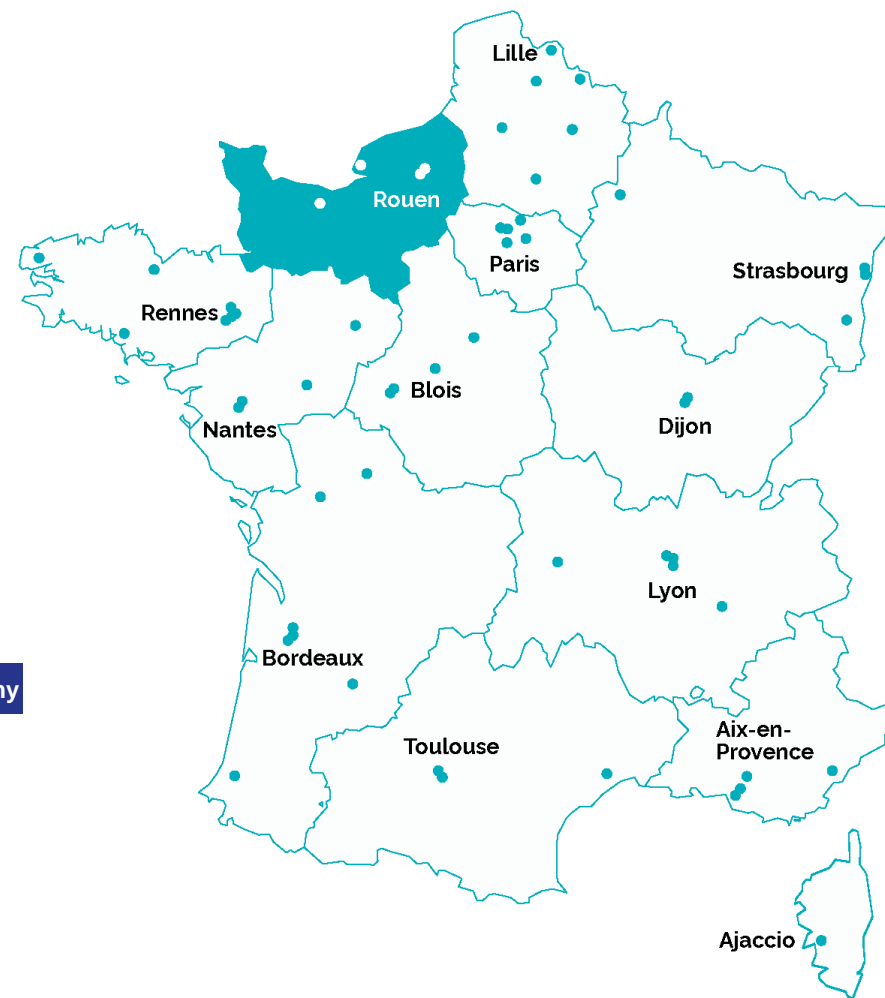 Lille
Rouen
Paris
Strasbourg
Rennes
Blois
Nantes
Dijon
Lyon
Bordeaux
ny
Toulouse
Aix-en-
Provence
Ajaccio